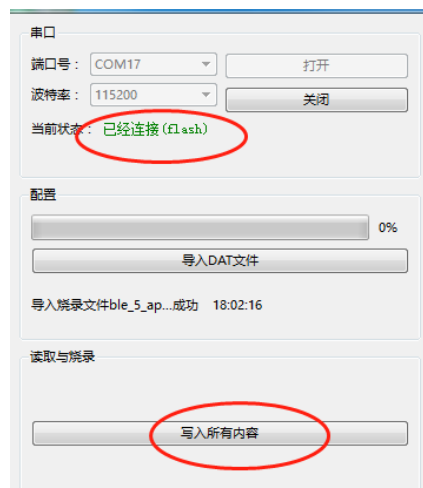 串口
端口号： COM17 打开
波特率： 115200 关闭
当前状态： 已经连接(flash)
配置
0%
导入DAT文件
导入烧录文件ble_5_ap...成功 18:02:16
读取与烧录
写入所有内容